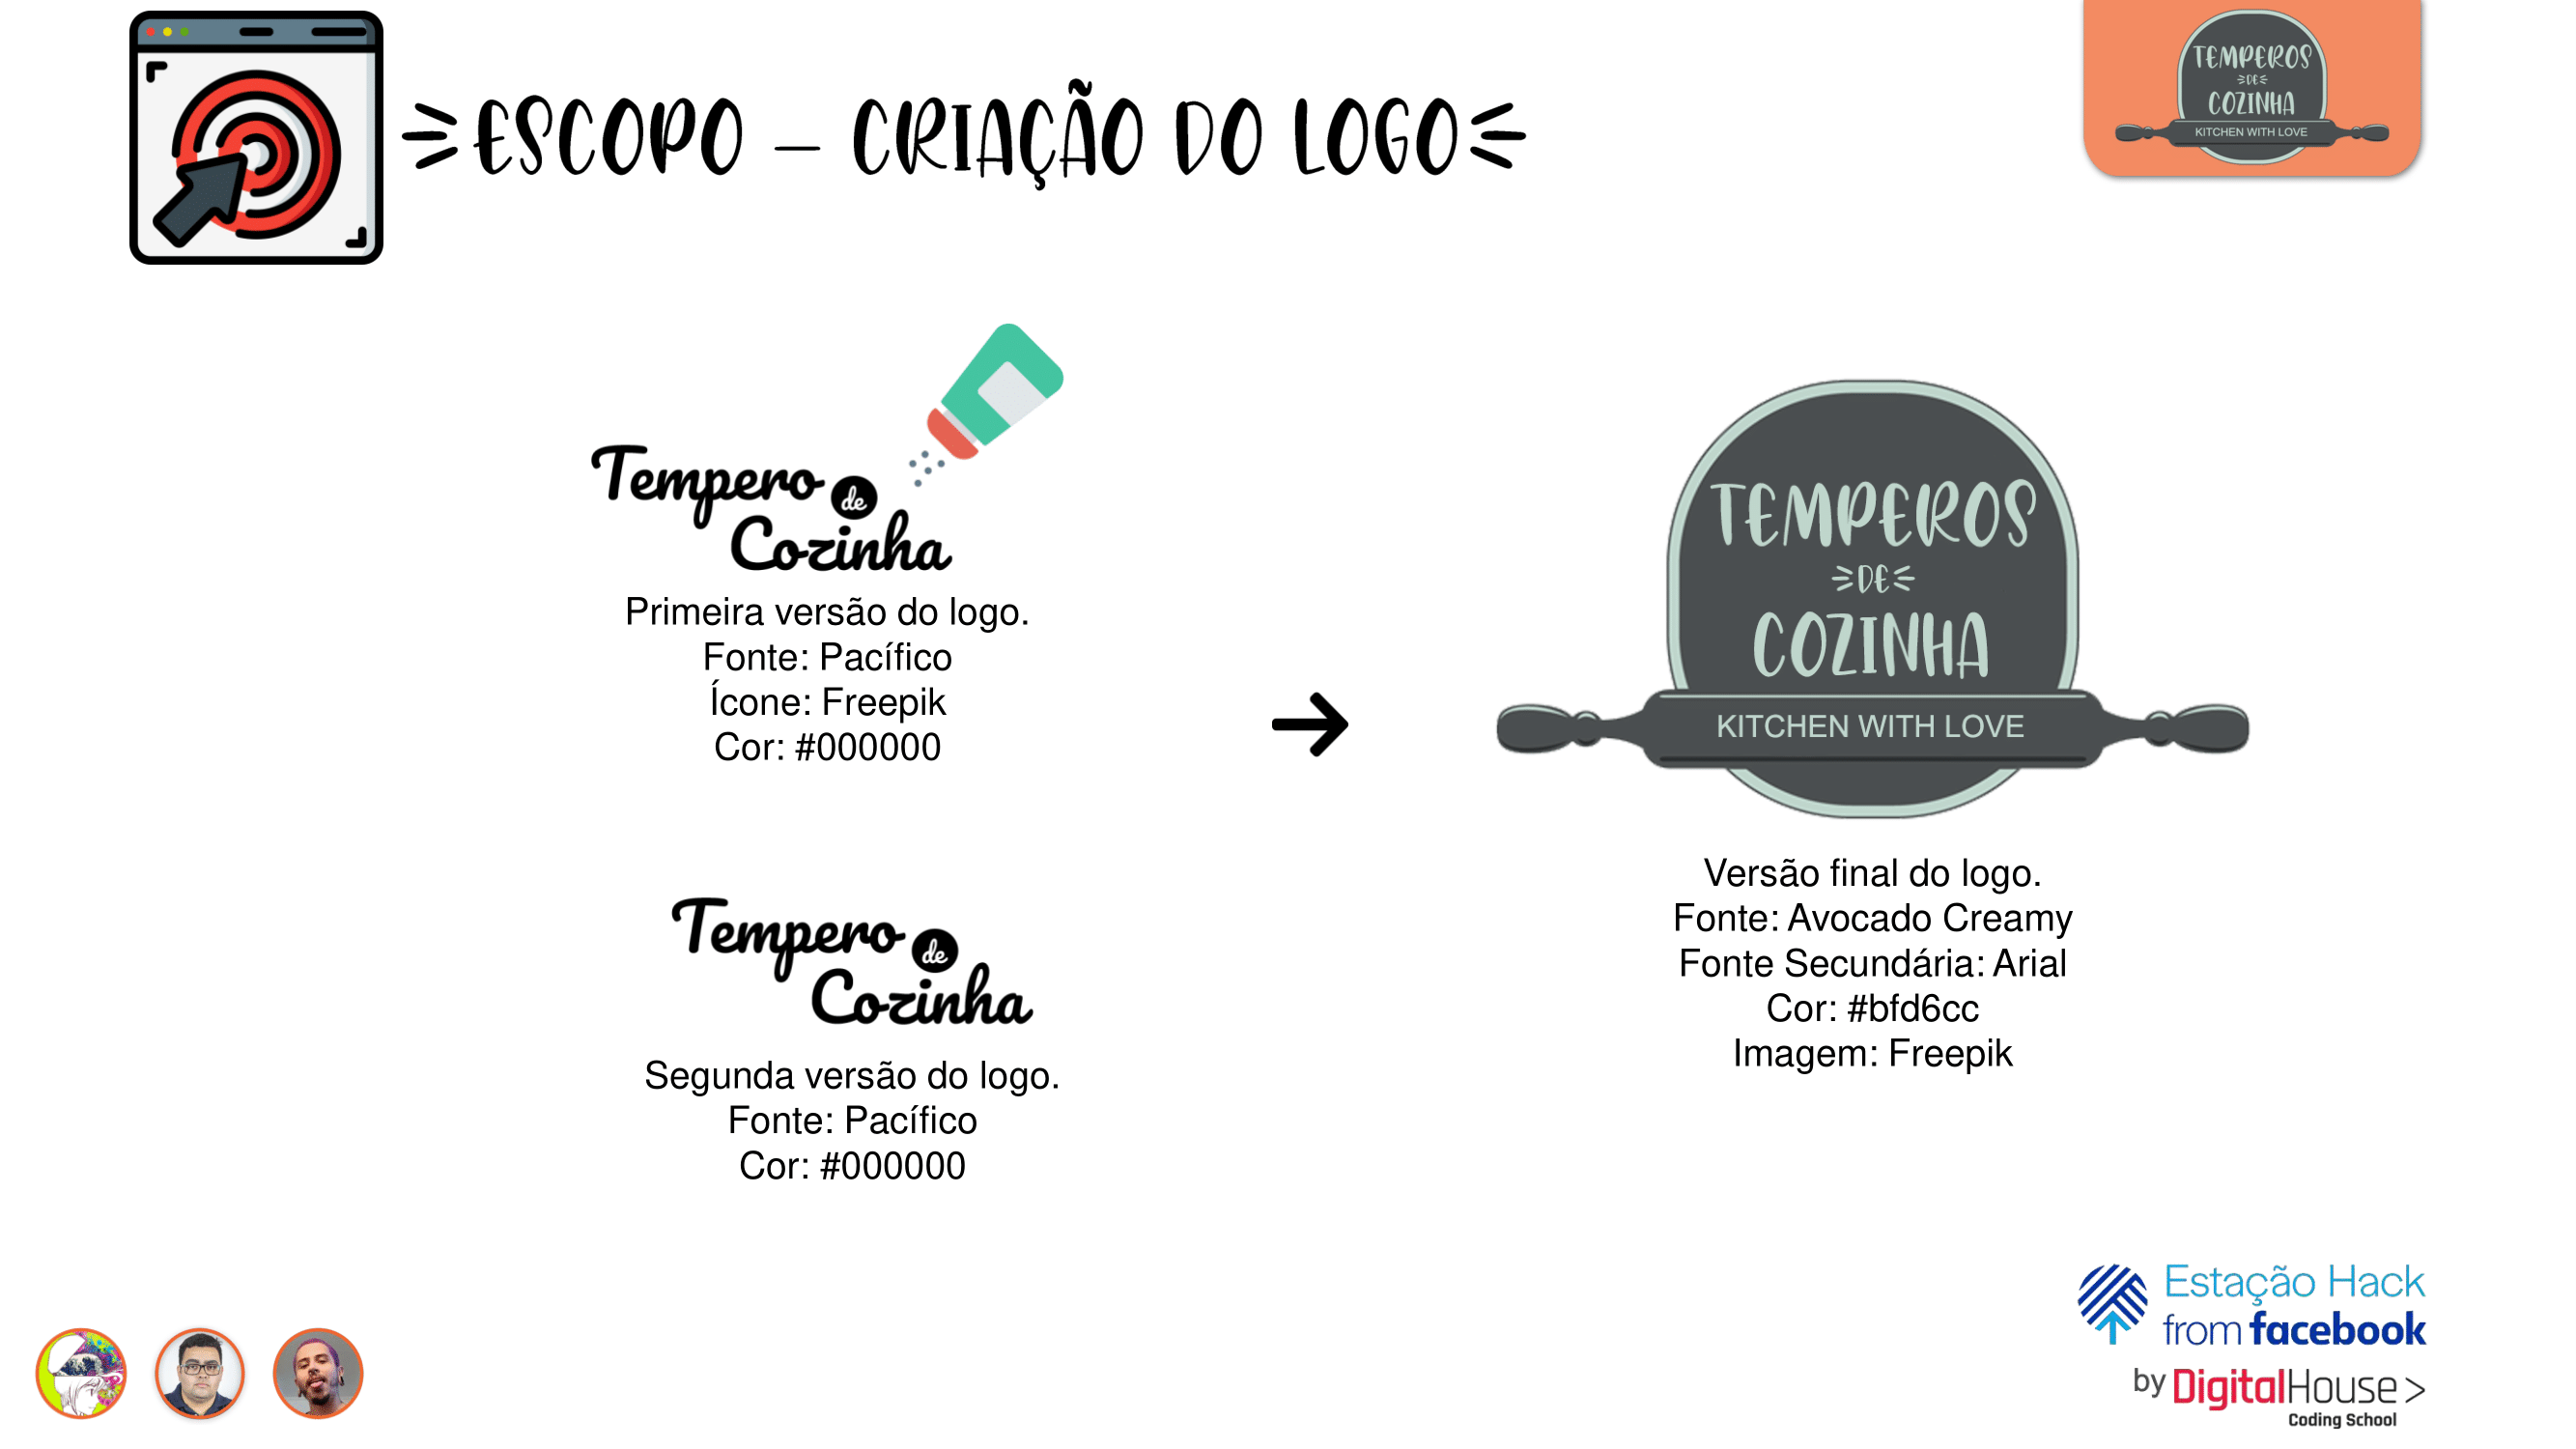 ESCOPO – CRIAÇÃO DO LOGO
TEMPEROS
DE
COZINHA
KITCHEN WITH LOVE
Tempero de
Cozinha
Primeira versão do logo.
Fonte: Pacífico
Ícone: Freepik
Cor: #000000
Tempero de
Cozinha
Segunda versão do logo.
Fonte: Pacífico
Cor: #000000
TEMPEROS
DE
COZINHA
KITCHEN WITH LOVE
Versão final do logo.
Fonte: Avocado Creamy
Fonte Secundária: Arial
Cor: #bfd6cc
Imagem: Freepik
Estação Hack
from facebook
by DigitalHouse >
Coding School